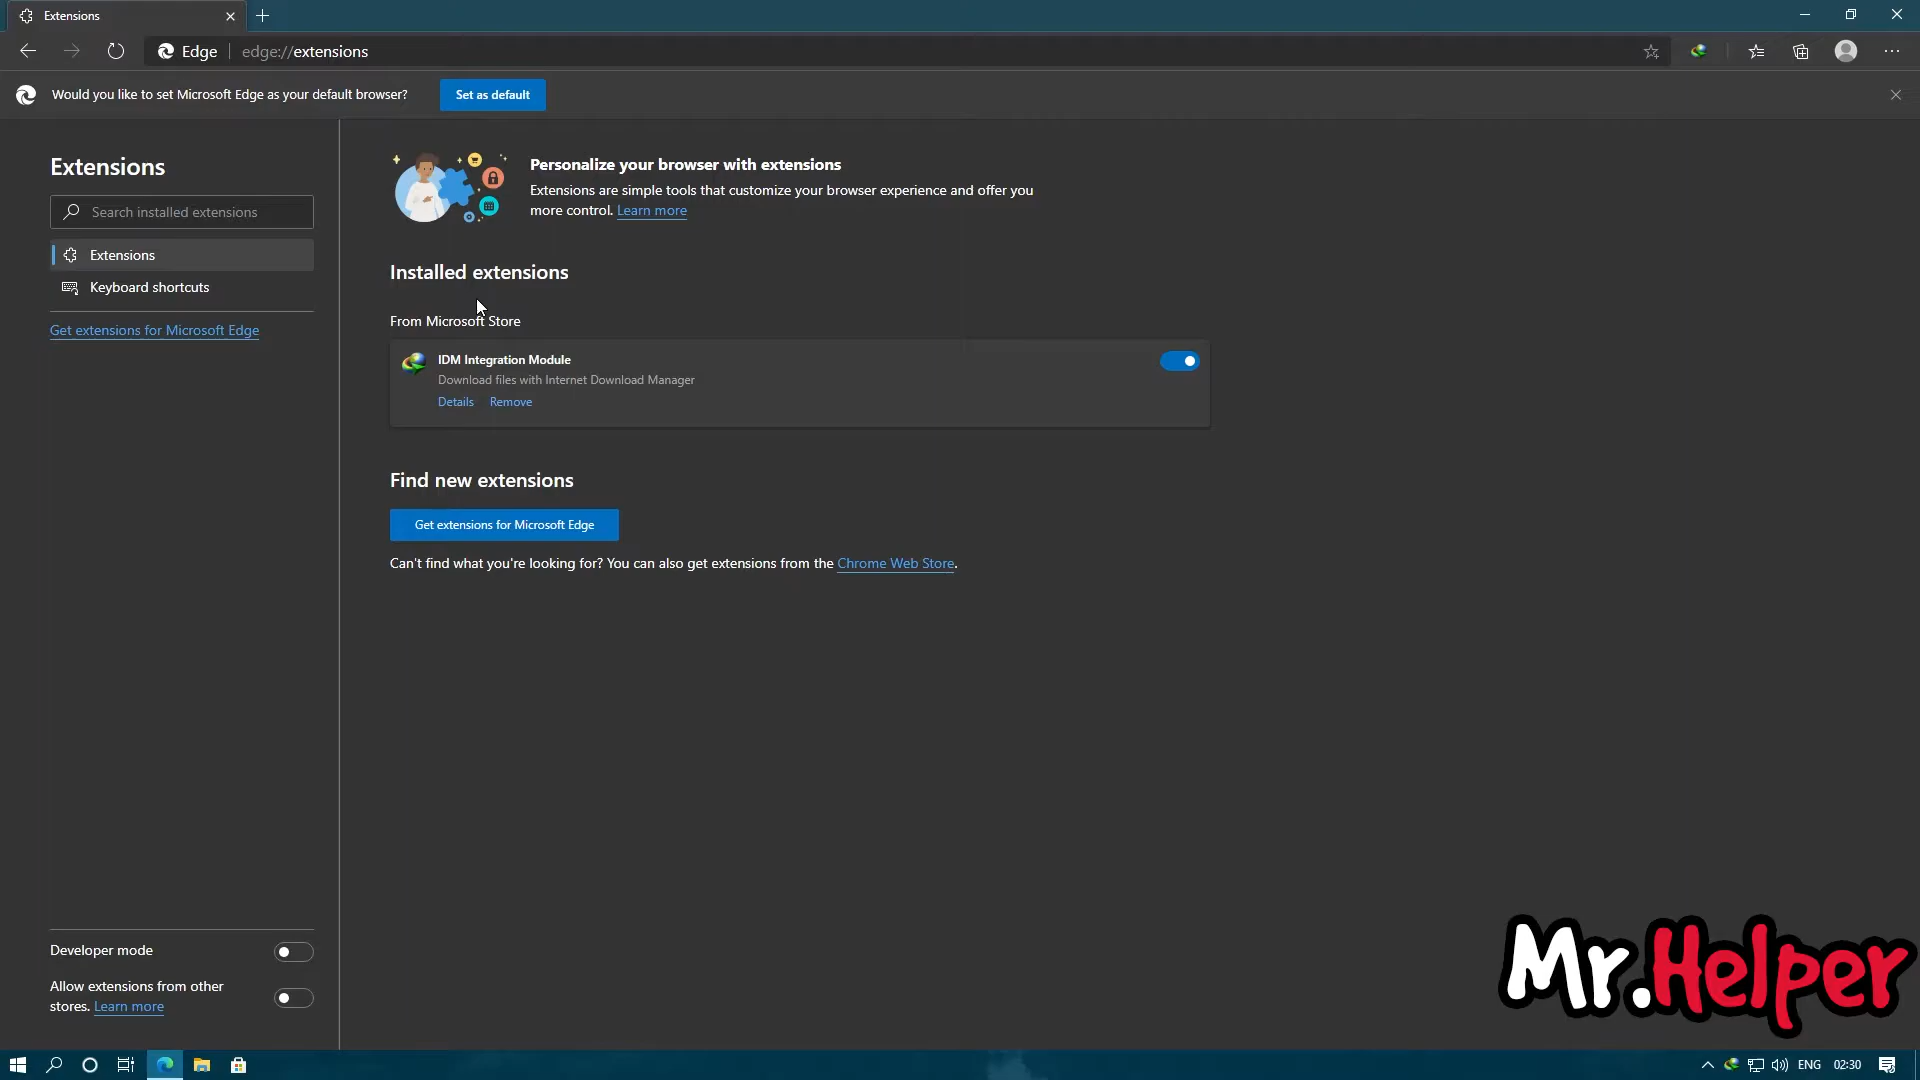 Extensions
Edge
edge://extensions
Would you like to set Microsoft Edge as your default browser?
Set as default
Extensions
Search installed extensions
Extensions
Keyboard shortcuts
Get extensions for Microsoft Edge
Personalize your browser with extensions
Extensions are simple tools that customize your browser experience and offer you
more control. Learn more
Installed extensions
From Microsoft Store
IDM Integration Module
Download files with Internet Download Manager
Details Remove
Find new extensions
Get extensions for Microsoft Edge
Can't find what you're looking for? You can also get extensions from the Chrome Web Store.
Developer mode
Allow extensions from other
stores. Learn more
Mr.Helper
ENG 02:30